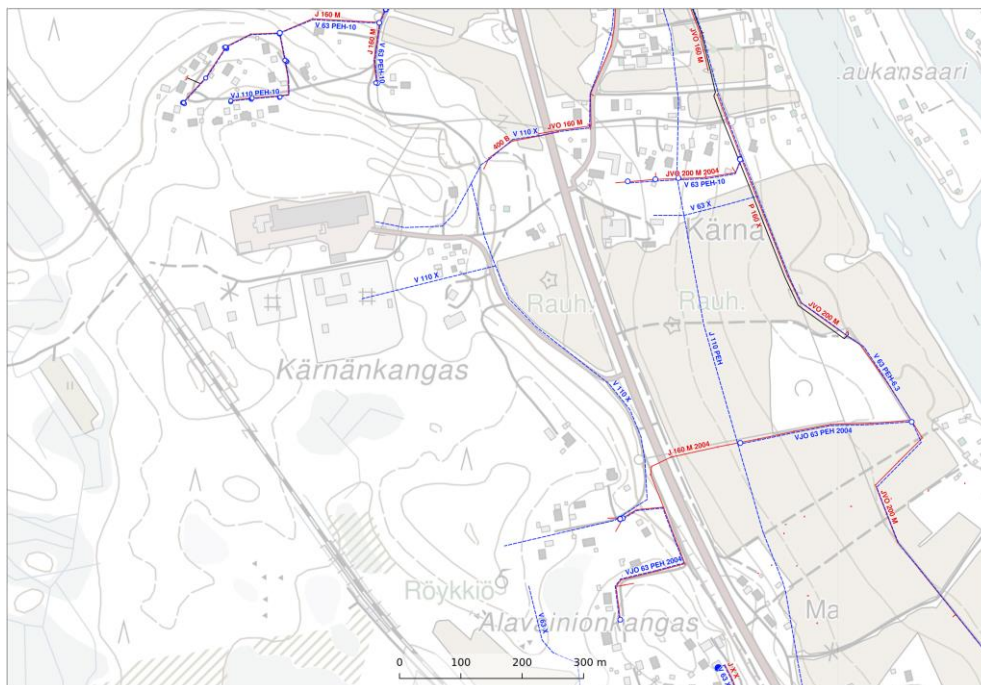 J 160 M
V 63 PEH-10
J 160 M
V 63 PEH-10
VJ 110 PEH-10
JVO 160 M
aukansaari
400 B
V 110 X
JVO 160 M
JVO 200 M 2004
V 63 PEH-10
V 63 X
P 160 X
Kärnä
V 110 X
Rauh.
Rauh.
JVO 200 M
J 110 PEH
V 63 PEH-6.3
Kärnänkangas
V 110 X
J 160 M 2004
VJO 63 PEH 2004
JVO 200 M
VJO 63 PEH 2004
Röykkiö
V 63 X
Alavainionkangas
Ma
0 100 200 300 m
J X X
V 63 X